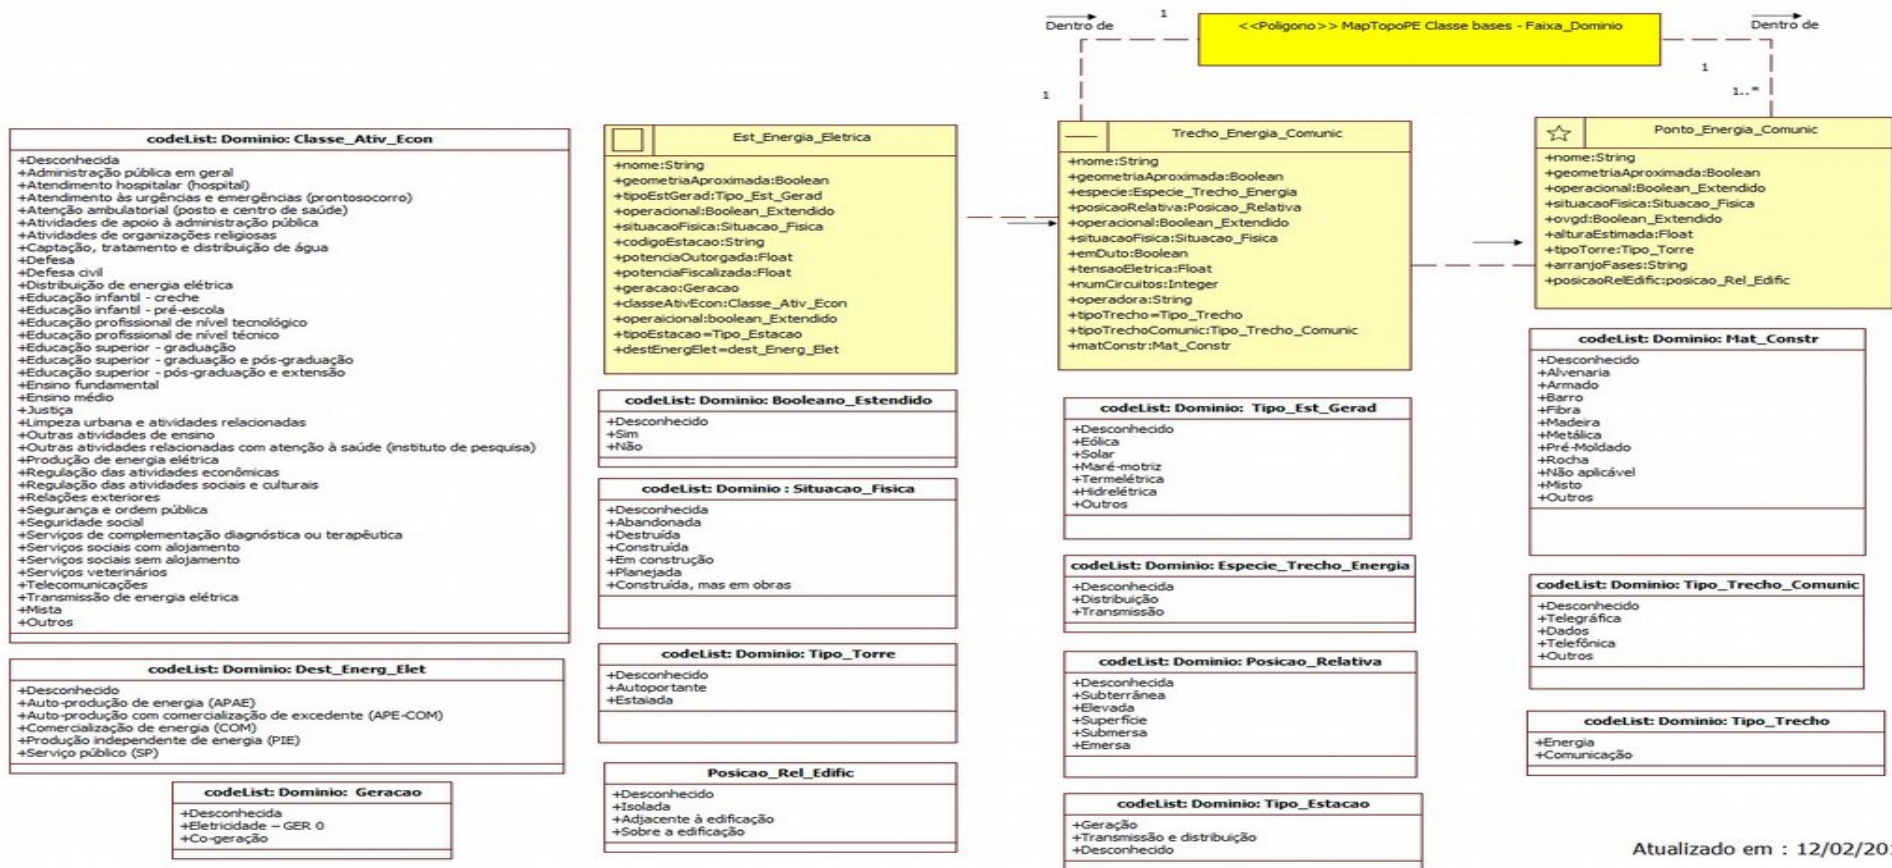 Dentro de
1
<<Poligono>> MapTopoPE Classe bases - Faixa_Dominio
Dentro de
1
1
1..*
codeList: Dominio: Classe_Ativ_Econ
+Desconhecida
+Administração pública em geral
+Atendimento hospitalar (hospital)
+Atendimento às urgências e emergências (prontosocorro)
+Atenção ambulatorial (posto e centro de saúde)
+Atividades de apoio à administração pública
+Atividades de organizações religiosas
+Captação, tratamento e distribuição de água
+Defesa
+Defesa civil
+Distribuição de energia elétrica
+Educação infantil - creche
+Educação infantil - pré-escola
+Educação profissional de nível tecnológico
+Educação profissional de nível técnico
+Educação superior - graduação
+Educação superior - graduação e pós-graduação
+Educação superior - pós-graduação e extensão
+Ensino fundamental
+Ensino médio
+Justiça
+Limpeza urbana e atividades relacionadas
+Outras atividades de ensino
+Outras atividades relacionadas com atenção à saúde (instituto de pesquisa)
+Produção de energia elétrica
+Regulação das atividades econômicas
+Regulação das atividades sociais e culturais
+Relações exteriores
+Segurança e ordem pública
+Seguridade social
+Serviços de complementação diagnóstica ou terapêutica
+Serviços sociais com alojamento
+Serviços sociais sem alojamento
+Serviços veterinários
+Telecomunicações
+Transmissão de energia elétrica
+Mista
+Outros
codeList: Dominio: Dest_Energ_Elet
+Desconhecido
+Auto-produção de energia (APAE)
+Auto-produção com comercialização de excedente (APE-COM)
+Comercialização de energia (COM)
+Produção independente de energia (PIE)
+Serviço público (SP)
codeList: Dominio: Geracao
+Desconhecida
+Eletricidade – GER 0
+Co-geração
Est_Energia_Eletrica
+nome:String
+geometriaAproximada:Boolean
+tipoEstGerad:Tipo_Est_Gerad
+operacional:Boolean_Extendido
+situacaoFisica:Situacao_Fisica
+codigoEstacao:String
+potenciaOutorgada:Float
+potenciaFiscalizada:Float
+geracao:Geracao
+classeAtivEcon:Classe_Ativ_Econ
+operaicional:boolean_Extendido
+tipoEstacao=Tipo_Estacao
+destEnergElet=dest_Energ_Elet
codeList: Dominio: Booleano_Estendido
+Desconhecido
+Sim
+Não
codeList: Dominio : Situacao_Fisica
+Desconhecida
+Abandonada
+Destruída
+Construída
+Em construção
+Planejada
+Construída, mas em obras
codeList: Dominio: Tipo_Torre
+Desconhecido
+Autoportante
+Estaiada
Posicao_Rel_Edific
+Desconhecido
+Isolada
+Adjacente à edificação
+Sobre a edificação
Trecho_Energia_Comunic
+nome:String
+geometriaAproximada:Boolean
+especie:Especie_Trecho_Energia
+posicaoRelativa:Posicao_Relativa
+operacional:Boolean_Extendido
+situacaoFisica:Situacao_Fisica
+emDuto:Boolean
+tensaoEletrica:Float
+numCircuitos:Integer
+operadora:String
+tipoTrecho=Tipo_Trecho
+tipoTrechoComunic:Tipo_Trecho_Comunic
+matConstr:Mat_Constr
codeList: Dominio: Tipo_Est_Gerad
+Desconhecido
+Eólica
+Solar
+Maré-motriz
+Termelétrica
+Hidrelétrica
+Outros
codeList: Dominio: Especie_Trecho_Energia
+Desconhecida
+Distribuição
+Transmissão
codeList: Dominio: Posicao_Relativa
+Desconhecida
+Subterrânea
+Elevada
+Superfície
+Submersa
+Emersa
codeList: Dominio: Tipo_Estacao
+Geração
+Transmissão e distribuição
+Desconhecido
Ponto_Energia_Comunic
+nome:String
+geometriaAproximada:Boolean
+operacional:Boolean_Extendido
+situacaoFisica:Situacao_Fisica
+ovgd:Boolean_Extendido
+alturaEstimada:Float
+tipoTorre:Tipo_Torre
+arranjoFases:String
+posicaoRelEdific:posicao_Rel_Edific
codeList: Dominio: Mat_Constr
+Desconhecido
+Alvenaria
+Armado
+Barro
+Fibra
+Madeira
+Metálica
+Pré-Moldado
+Rocha
+Não aplicável
+Misto
+Outros
codeList: Dominio: Tipo_Trecho_Comunic
+Desconhecido
+Telegráfica
+Dados
+Telefônica
+Outros
codeList: Dominio: Tipo_Trecho
+Energia
+Comunicação
Atualizado em : 12/02/20